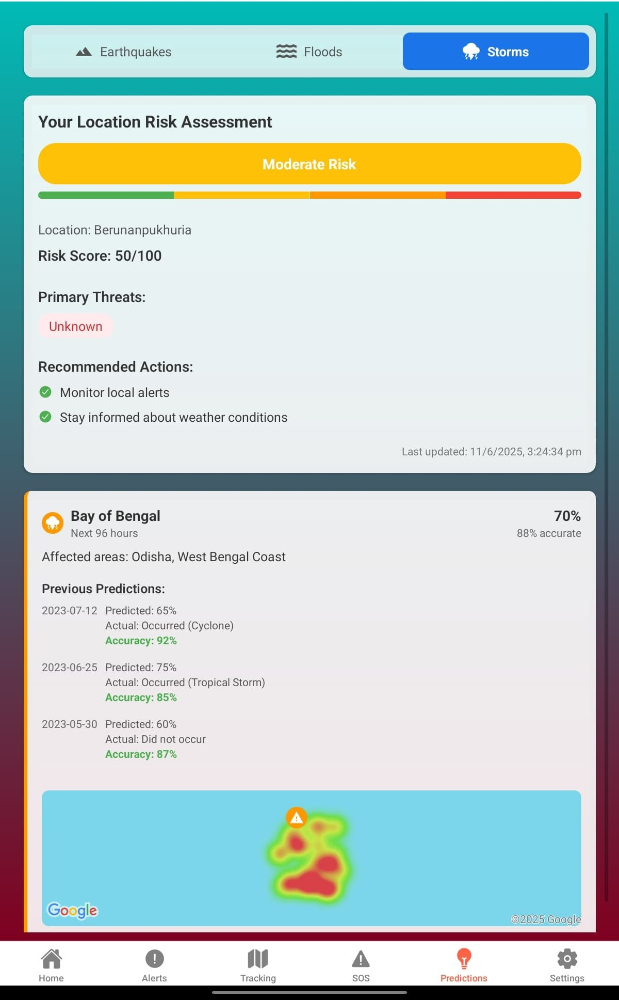 Earthquakes
Floods
Storms
Your Location Risk Assessment
Moderate Risk
Location: Berunanpukhuria
Risk Score: 50/100
Primary Threats:
Unknown
Recommended Actions:
Monitor local alerts
Stay informed about weather conditions
Last updated: 11/6/2025, 3:24:34 pm
Bay of Bengal
70%
Next 96 hours
88% accurate
Affected areas: Odisha, West Bengal Coast
Previous Predictions:
2023-07-12 Predicted: 65%
Actual: Occurred (Cyclone)
Accuracy: 92%
2023-06-25 Predicted: 75%
Actual: Occurred (Tropical Storm)
Accuracy: 85%
2023-05-30 Predicted: 60%
Actual: Did not occur
Accuracy: 87%
Google
©2025 Google
Home
Alerts
Tracking
SOS
Predictions
Settings